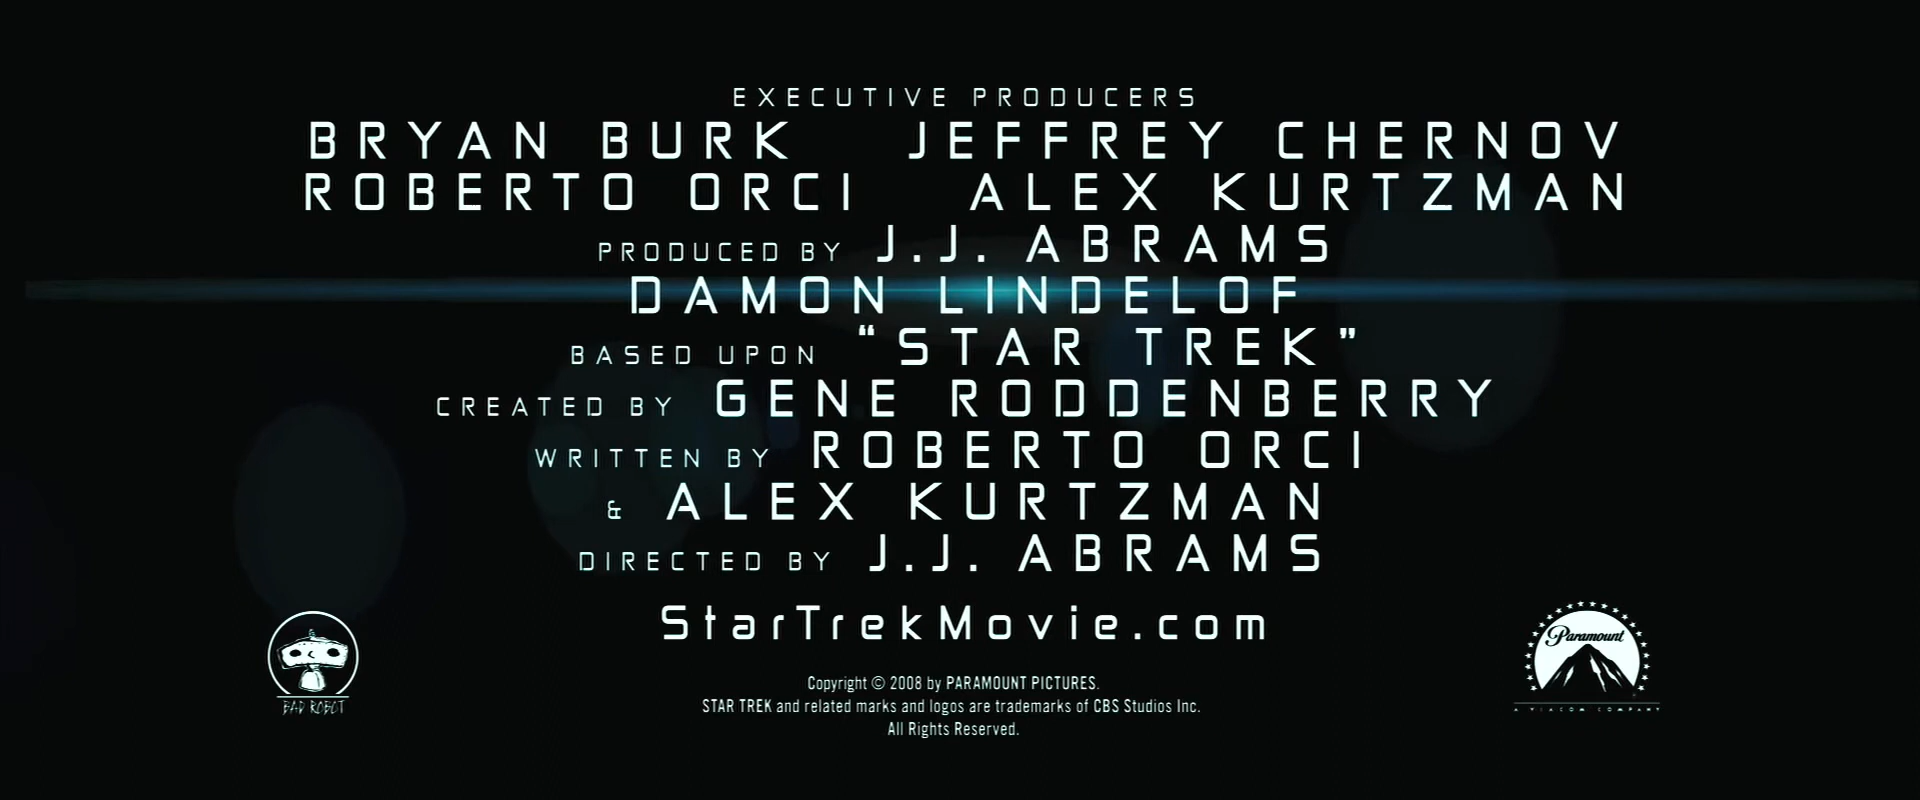 EXECUTIVE PRODUCERS
BRYAN BURK JEFFREY CHERNOV
ROBERTO ORCI ALEX KURTZMAN
PRODUCED BY J.J. ABRAMS
DAMON LINDELOF
BASED UPON "STAR TREK"
CREATED BY GENE RODDENBERRY
WRITTEN BY ROBERTO ORCI
& ALEX KURTZMAN
DIRECTED BY J.J. ABRAMS
StarTrekMovie.com
BAD ROBOT
Paramount
A VIACOM COMPANY
Copyright © 2008 by PARAMOUNT PICTURES.
STAR TREK and related marks and logos are trademarks of CBS Studios Inc.
All Rights Reserved.